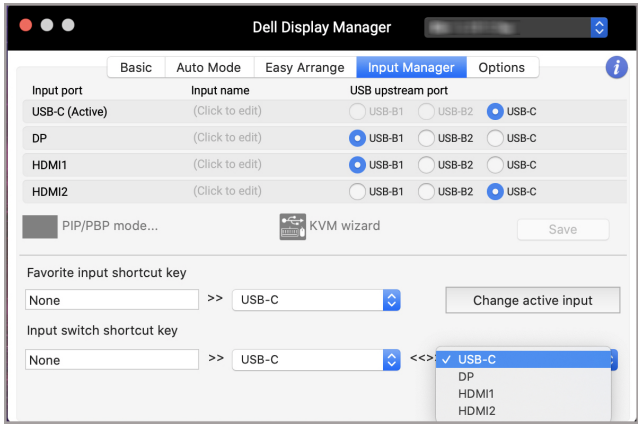 Dell Display Manager
Basic Auto Mode Easy Arrange Input Manager Options i
Input port Input name USB upstream port
USB-C (Active) (Click to edit) USB-B1 USB-B2 USB-C
DP (Click to edit) USB-B1 USB-B2 USB-C
HDMI1 (Click to edit) USB-B1 USB-B2 USB-C
HDMI2 (Click to edit) USB-B1 USB-B2 USB-C
PIP/PBP mode... KVM wizard Save
Favorite input shortcut key
None >> USB-C Change active input
Input switch shortcut key
None >> USB-C <<>> ✓ USB-C
DP
HDMI1
HDMI2